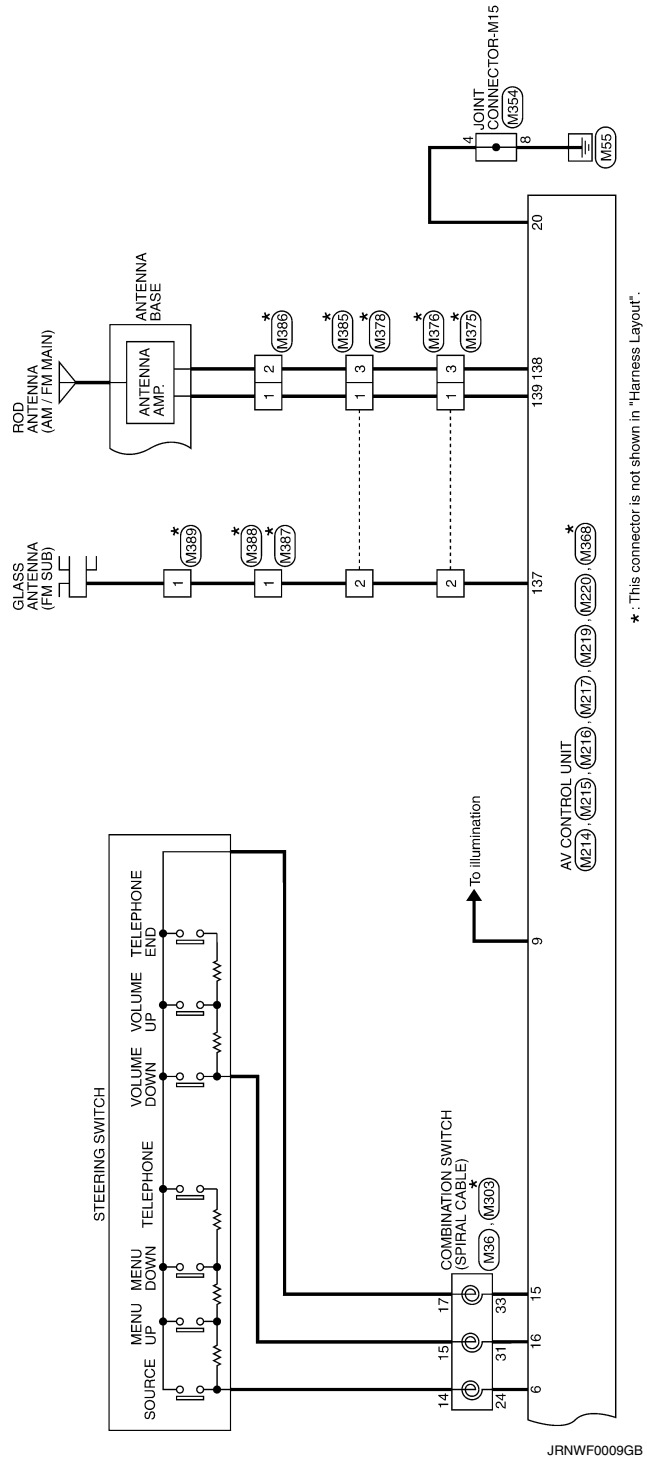 ROD
ANTENNA
(AM / FM MAIN)
ANTENNA
BASE
ANTENNA
AMP.
GLASS
ANTENNA
(FM SUB)
JOINT
CONNECTOR-M15
M354
4
8
M55
20
1
2
* M386
1
3
* M385
* M378
1
3
* M376
* M375
139
138
1
* M389
1
* M388
* M387
2
2
137
STEERING SWITCH
SOURCE
MENU
UP
MENU
DOWN
TELEPHONE
VOLUME
DOWN
VOLUME
UP
TELEPHONE
END
To illumination
9
COMBINATION SWITCH
(SPIRAL CABLE)
M36 , M303 *
14
15
17
24
31
33
6
16
15
AV CONTROL UNIT
M214 , M215 , M216 , M217 , M219 , M220 , M368 *
* : This connector is not shown in "Harness Layout".
JRNWF0009GB